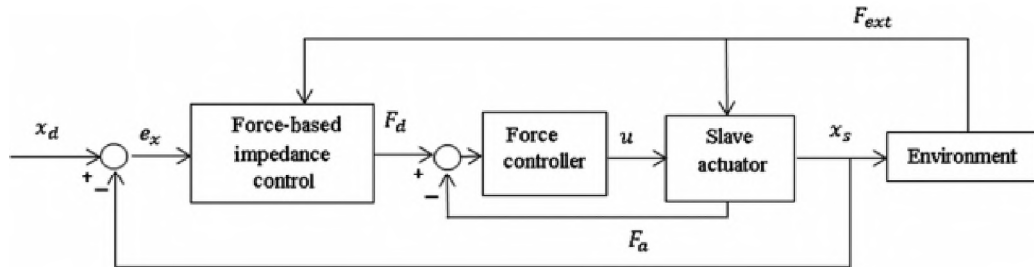 F_ext
x_d
e_x
Force-based
impedance
control
F_d
Force
controller
u
Slave
actuator
x_s
Environment
+
−
+
−
F_a